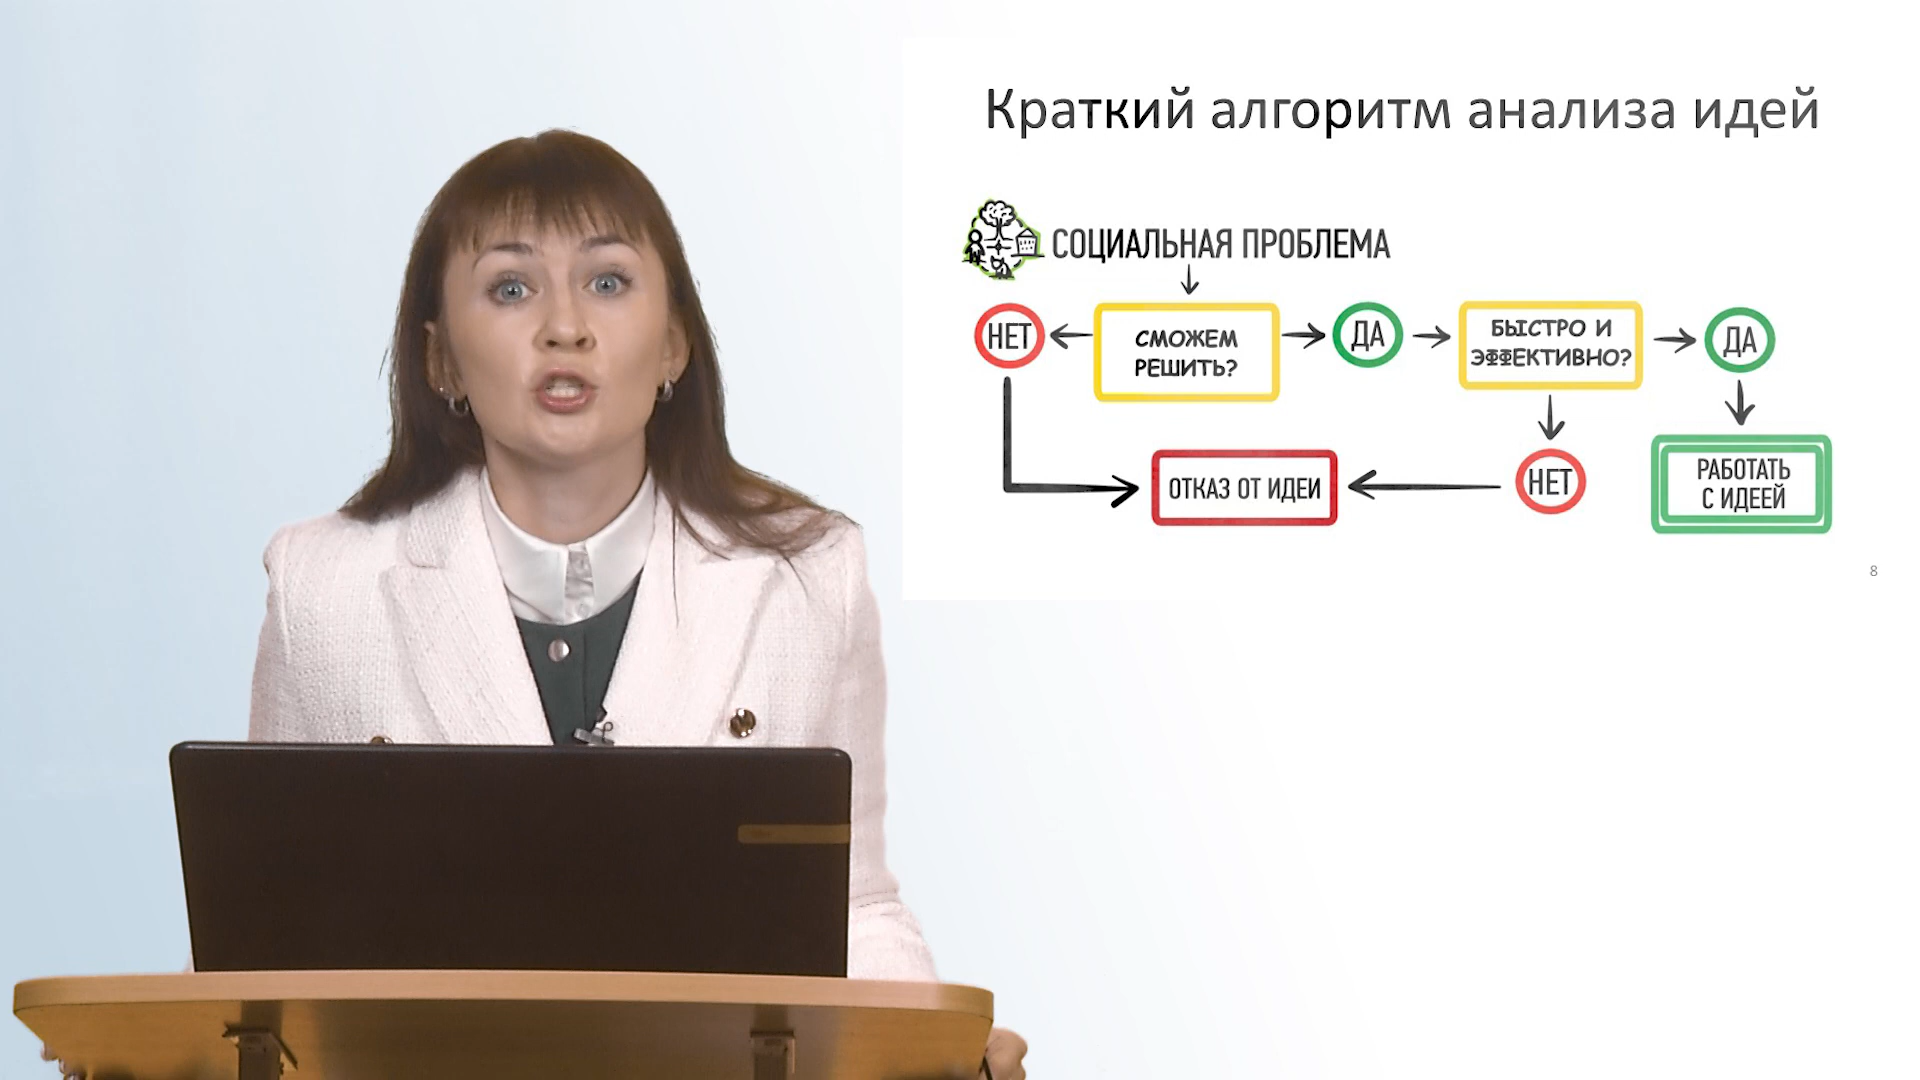 Краткий алгоритм анализа идей
СОЦИАЛЬНАЯ ПРОБЛЕМА
НЕТ
СМОЖЕМ
РЕШИТЬ?
ДА
БЫСТРО И
ЭФФЕКТИВНО?
ДА
ОТКАЗ ОТ ИДЕИ
НЕТ
РАБОТАТЬ
С ИДЕЕЙ
8